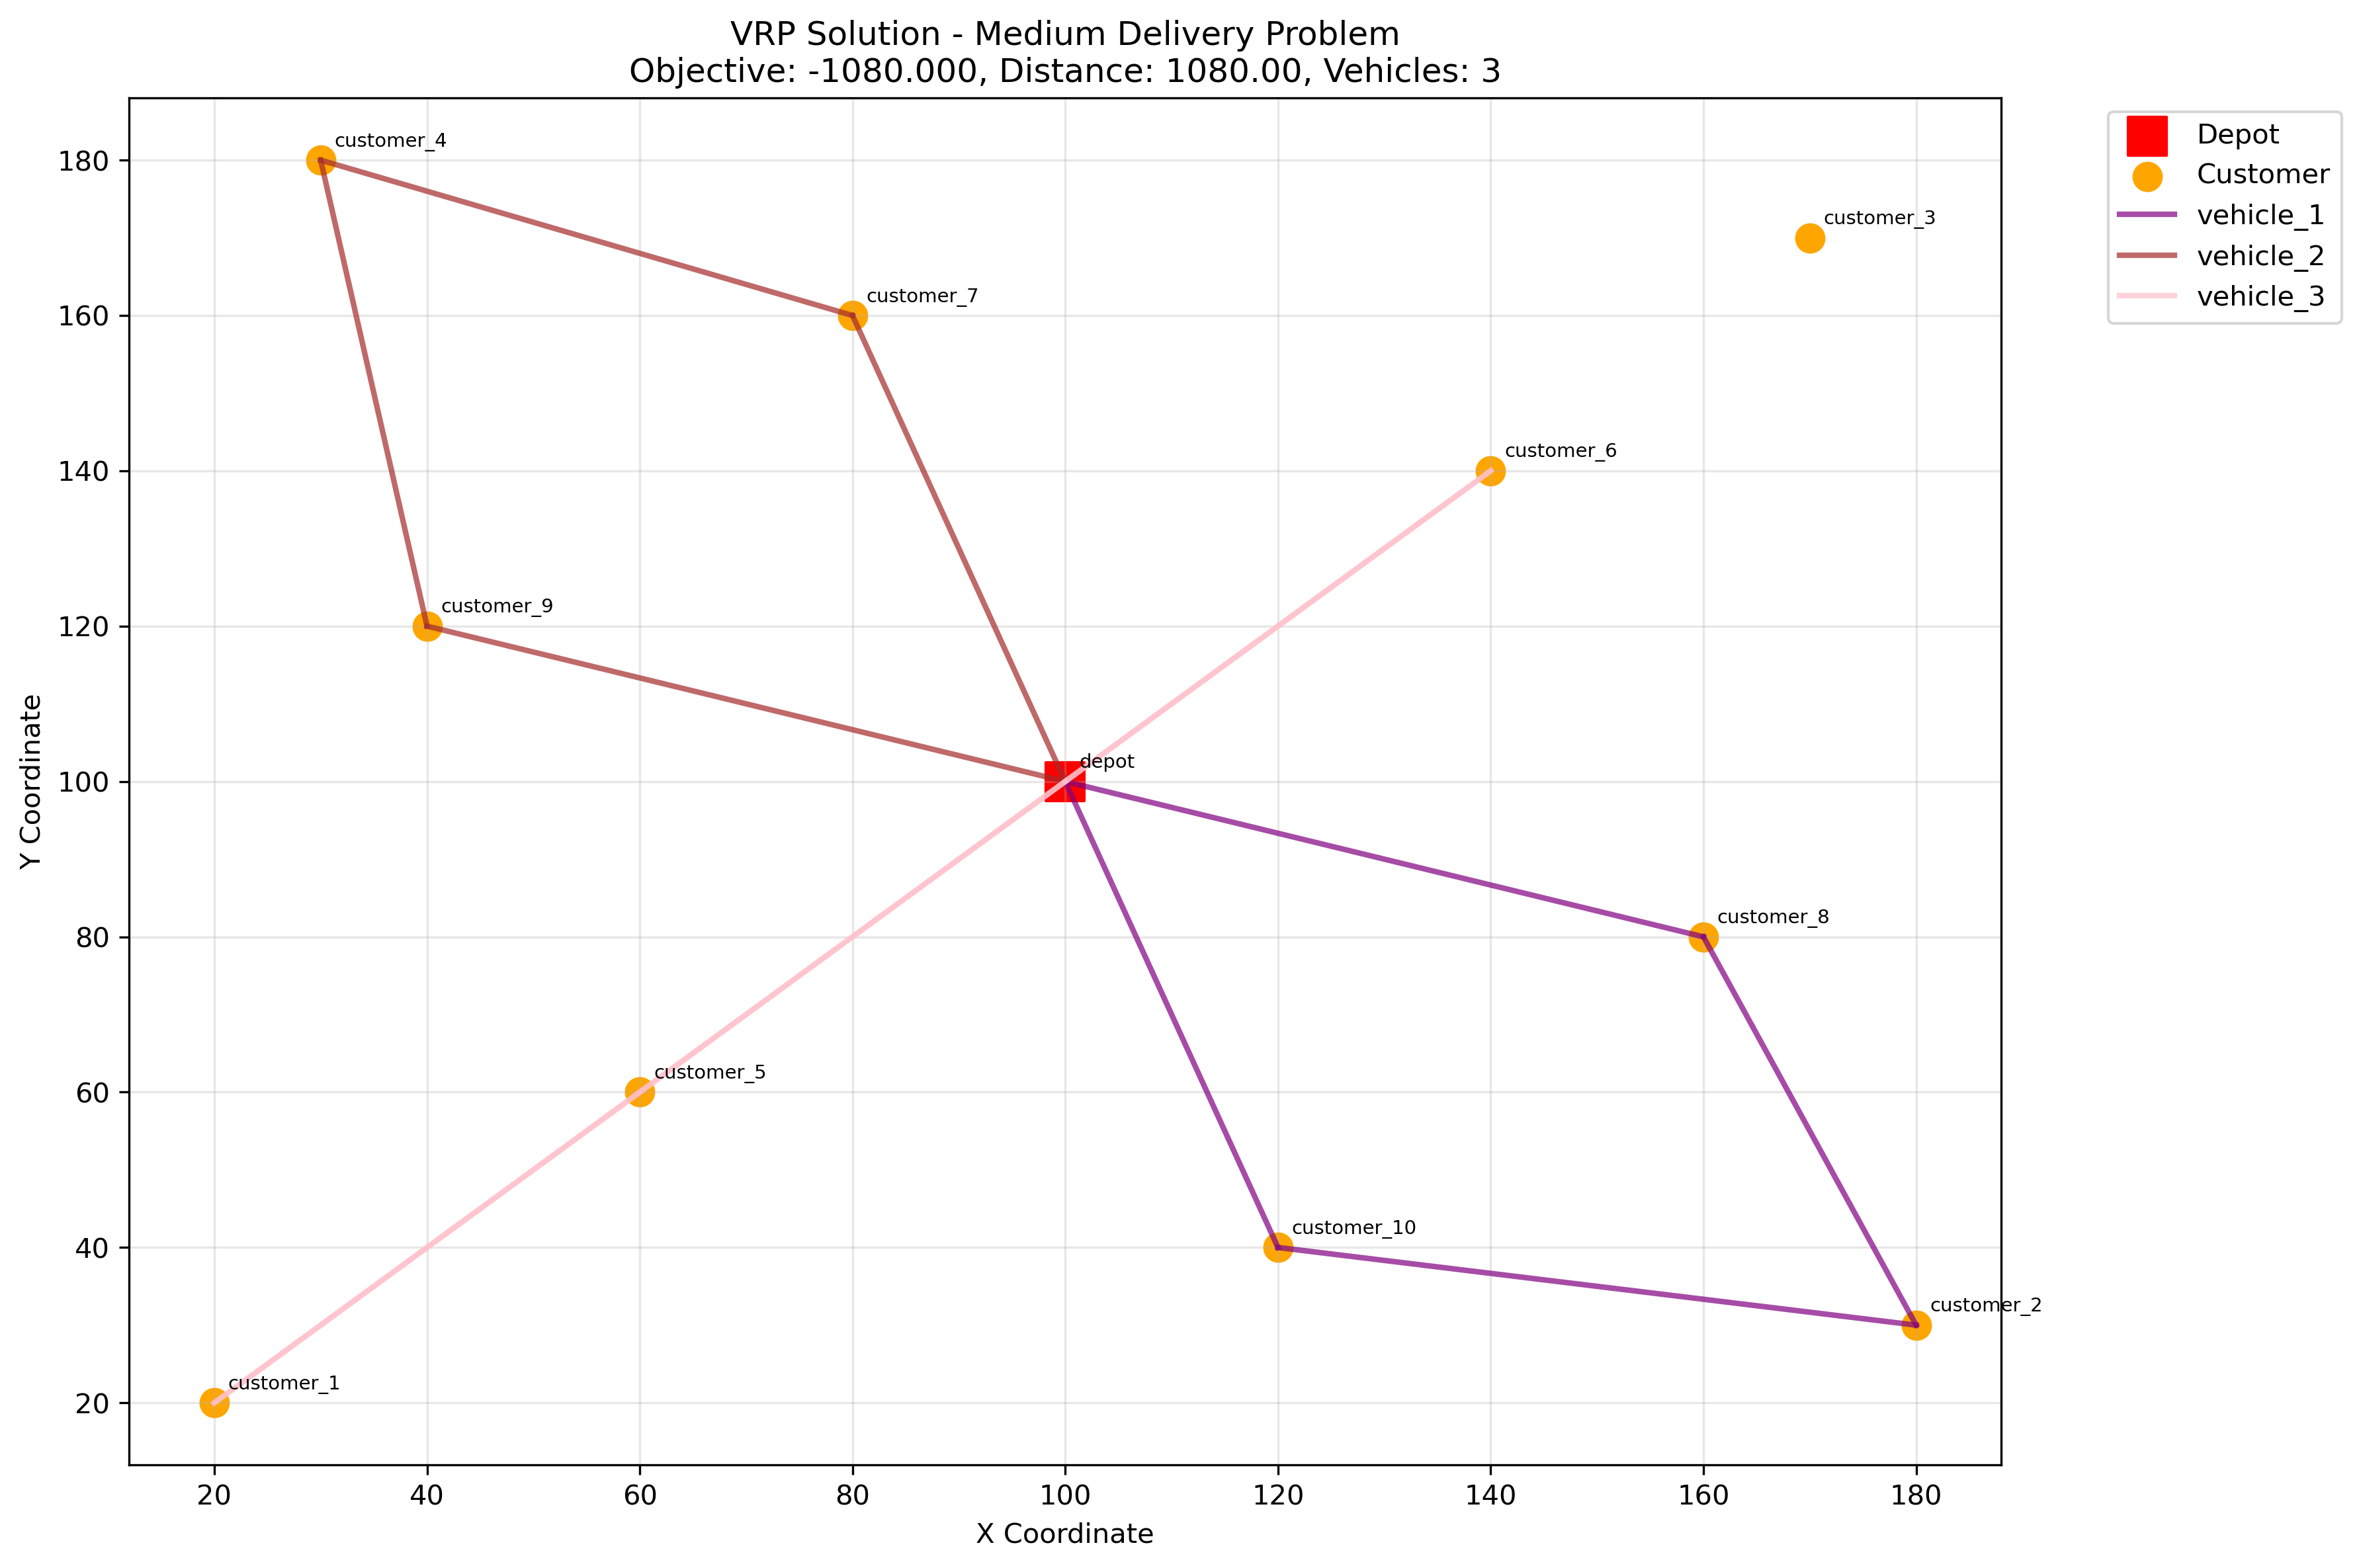 VRP Solution - Medium Delivery Problem
Objective: -1080.000, Distance: 1080.00, Vehicles: 3
Depot
Customer
vehicle_1
vehicle_2
vehicle_3
customer_4
customer_3
customer_7
customer_6
customer_9
depot
customer_8
customer_5
customer_10
customer_2
customer_1
Y Coordinate
180
160
140
120
100
80
60
40
20
20 40 60 80 100 120 140 160 180
X Coordinate